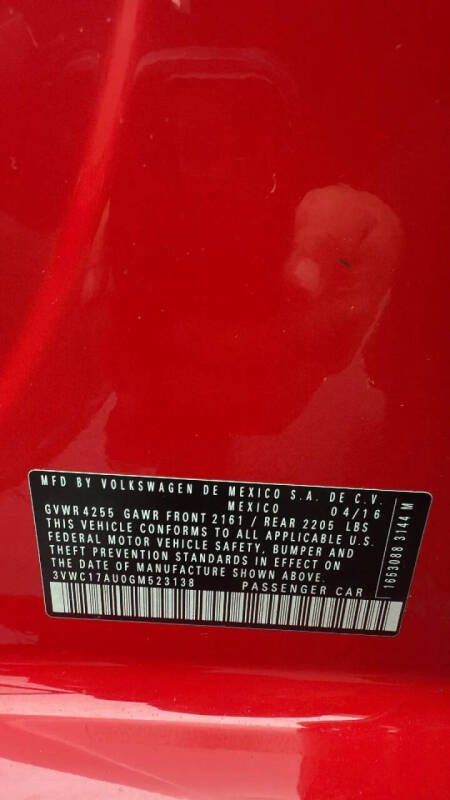 MFD BY VOLKSWAGEN DE MEXICO S.A. DE C.V.
MEXICO 04/16
GVWR 4255 GAWR FRONT 2161 / REAR 2205 LBS
THIS VEHICLE CONFORMS TO ALL APPLICABLE U.S.
FEDERAL MOTOR VEHICLE SAFETY, BUMPER AND
THEFT PREVENTION STANDARDS IN EFFECT ON
THE DATE OF MANUFACTURE SHOWN ABOVE.
3VWC17AU0GM523138 PASSENGER CAR
1653088 3144 M